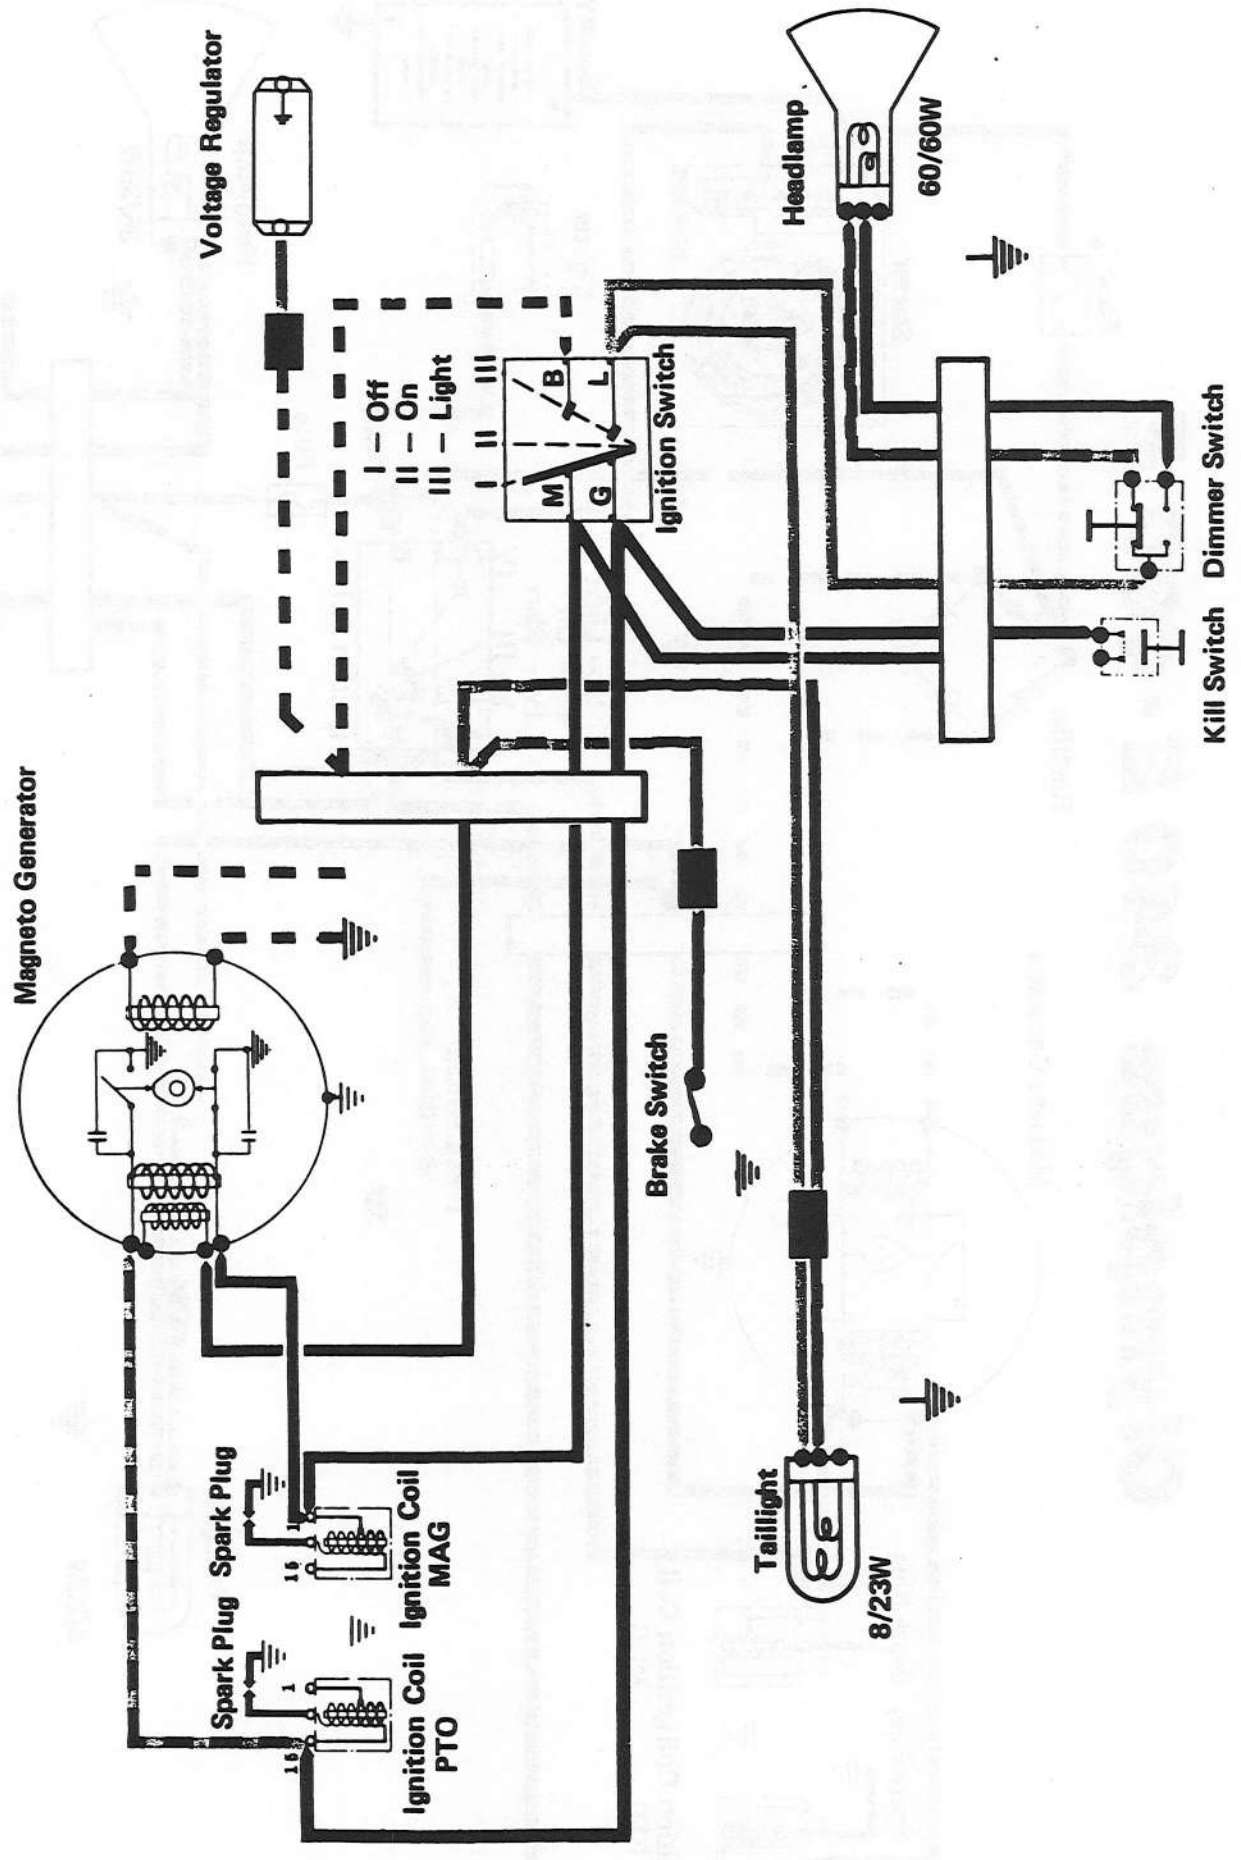 Voltage Regulator
Headlamp
60/60W
I – Off
II – On
III – Light
I
II
III
M
B
G
L
Ignition Switch
Kill Switch
Dimmer Switch
Magneto Generator
Brake Switch
Spark Plug
Spark Plug
15
1
15
1
Ignition Coil
PTO
Ignition Coil
MAG
Taillight
8/23W